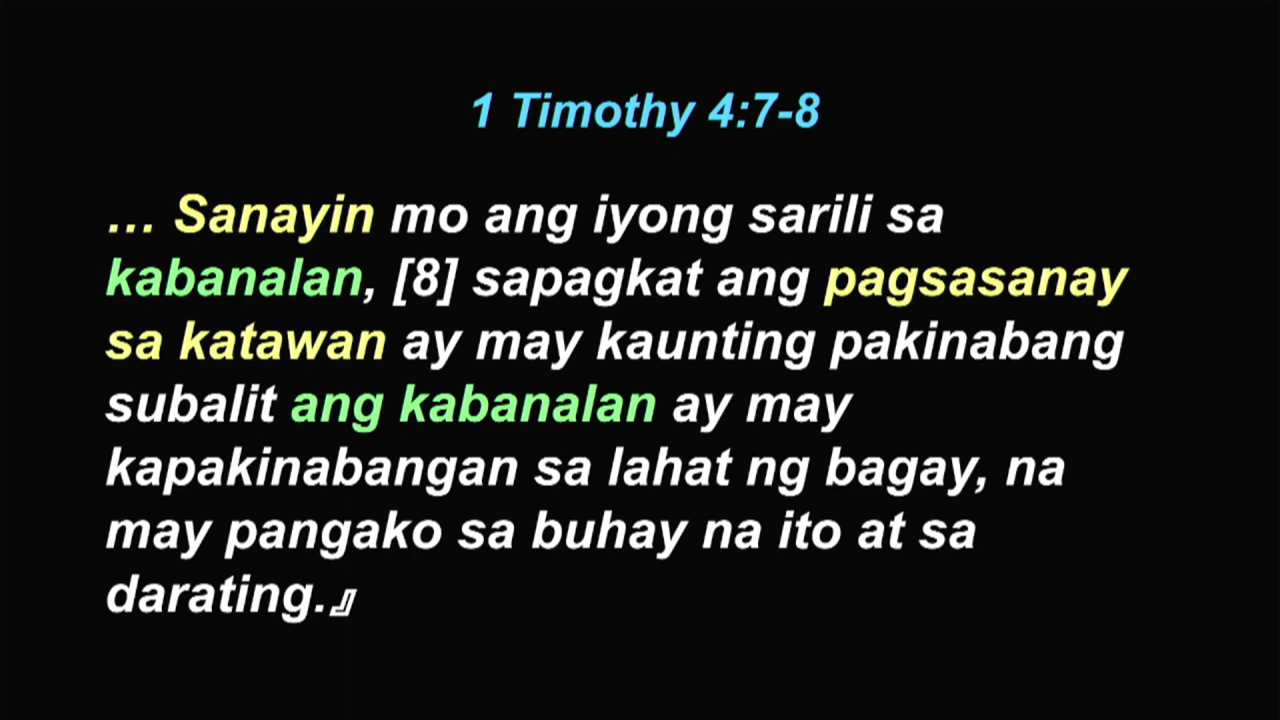 1 Timothy 4:7-8
… Sanayin mo ang iyong sarili sa
kabanalan, [8] sapagkat ang pagsasanay
sa katawan ay may kaunting pakinabang
subalit ang kabanalan ay may
kapakinabangan sa lahat ng bagay, na
may pangako sa buhay na ito at sa
darating.』